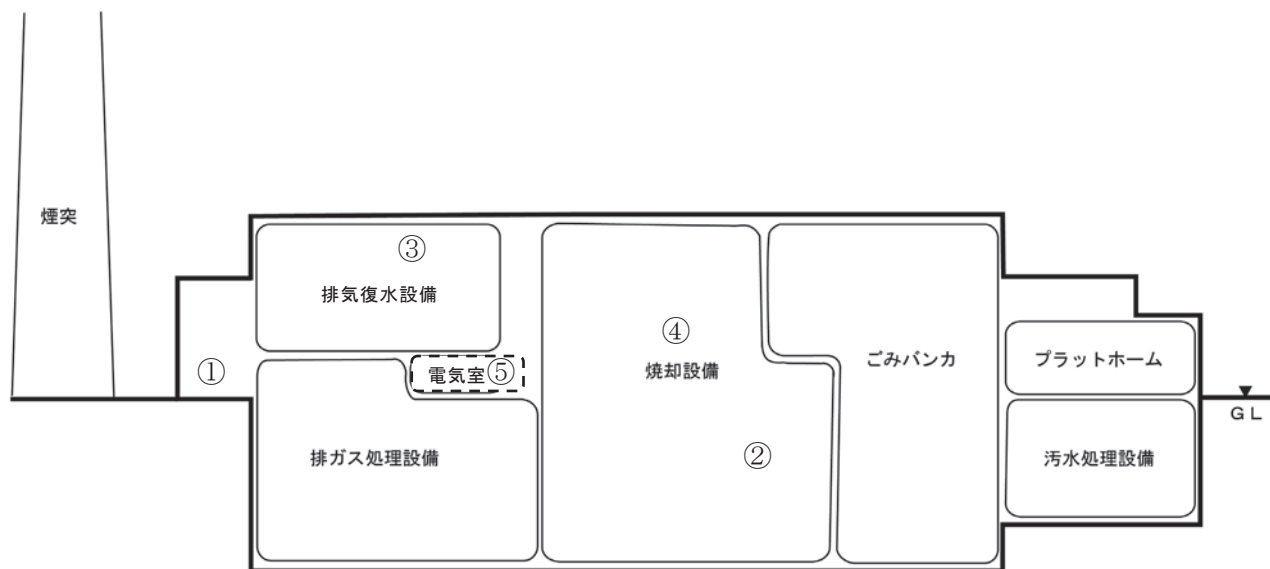 煙突
③
排気復水設備
①
電気室⑤
排ガス処理設備
④
焼却設備
②
ごみバンカ
プラットホーム
▼
GL
汚水処理設備